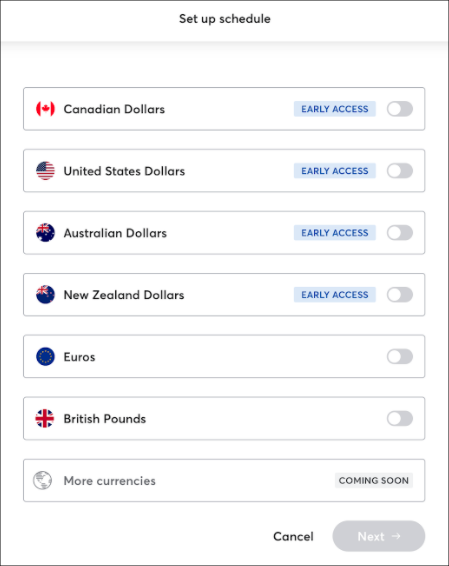 Set up schedule
Canadian Dollars EARLY ACCESS
United States Dollars EARLY ACCESS
Australian Dollars EARLY ACCESS
New Zealand Dollars EARLY ACCESS
Euros
British Pounds
More currencies COMING SOON
Cancel Next →